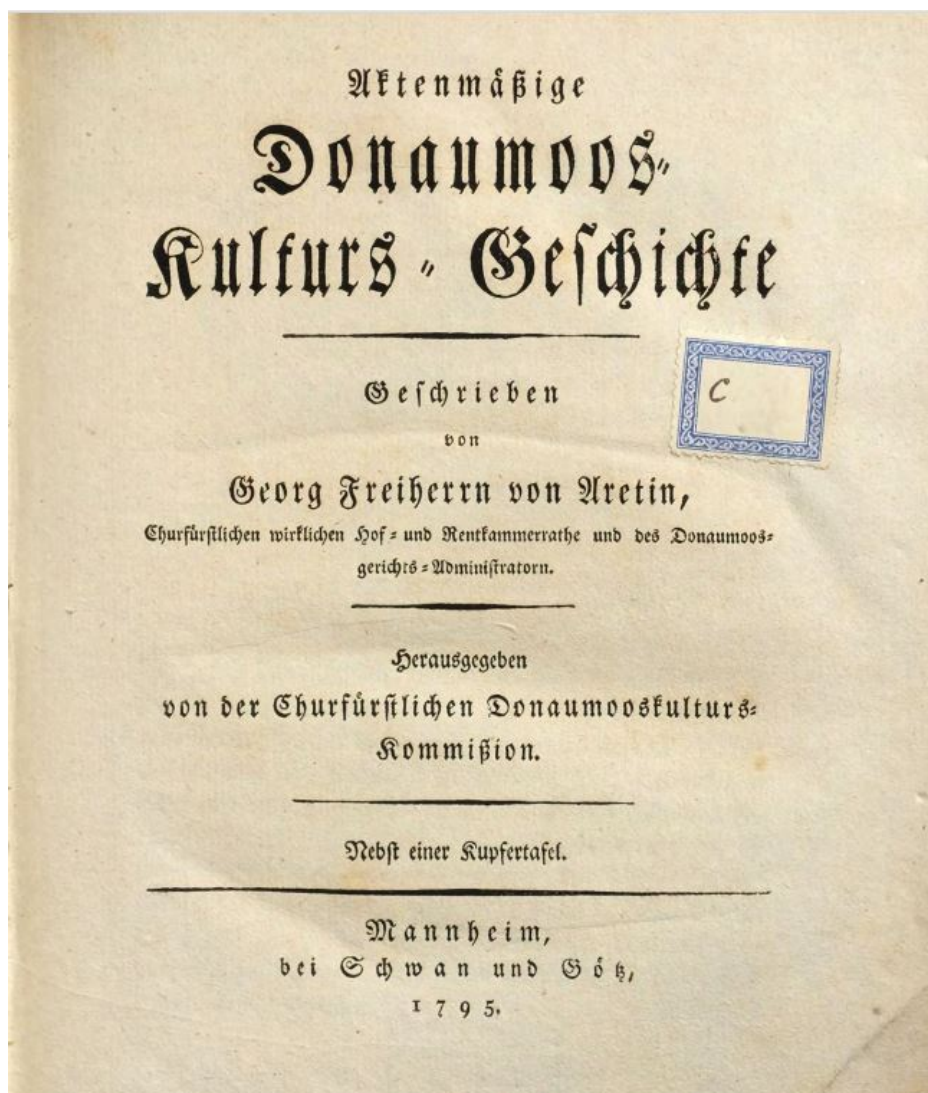 Aktenmäßige
Donaumoos-
Kulturs-Geschichte
Geschrieben
von
Georg Freiherrn von Aretin,
Churfürstlichen wirklichen Hof- und Rentkammerrathe und des Donaumoos-
gerichts-Administratorn.
C
Herausgegeben
von der Churfürstlichen Donaumooskulturs-
Kommißion.
Nebst einer Kupfertafel.
Mannheim,
bei Schwan und Götz,
1795.